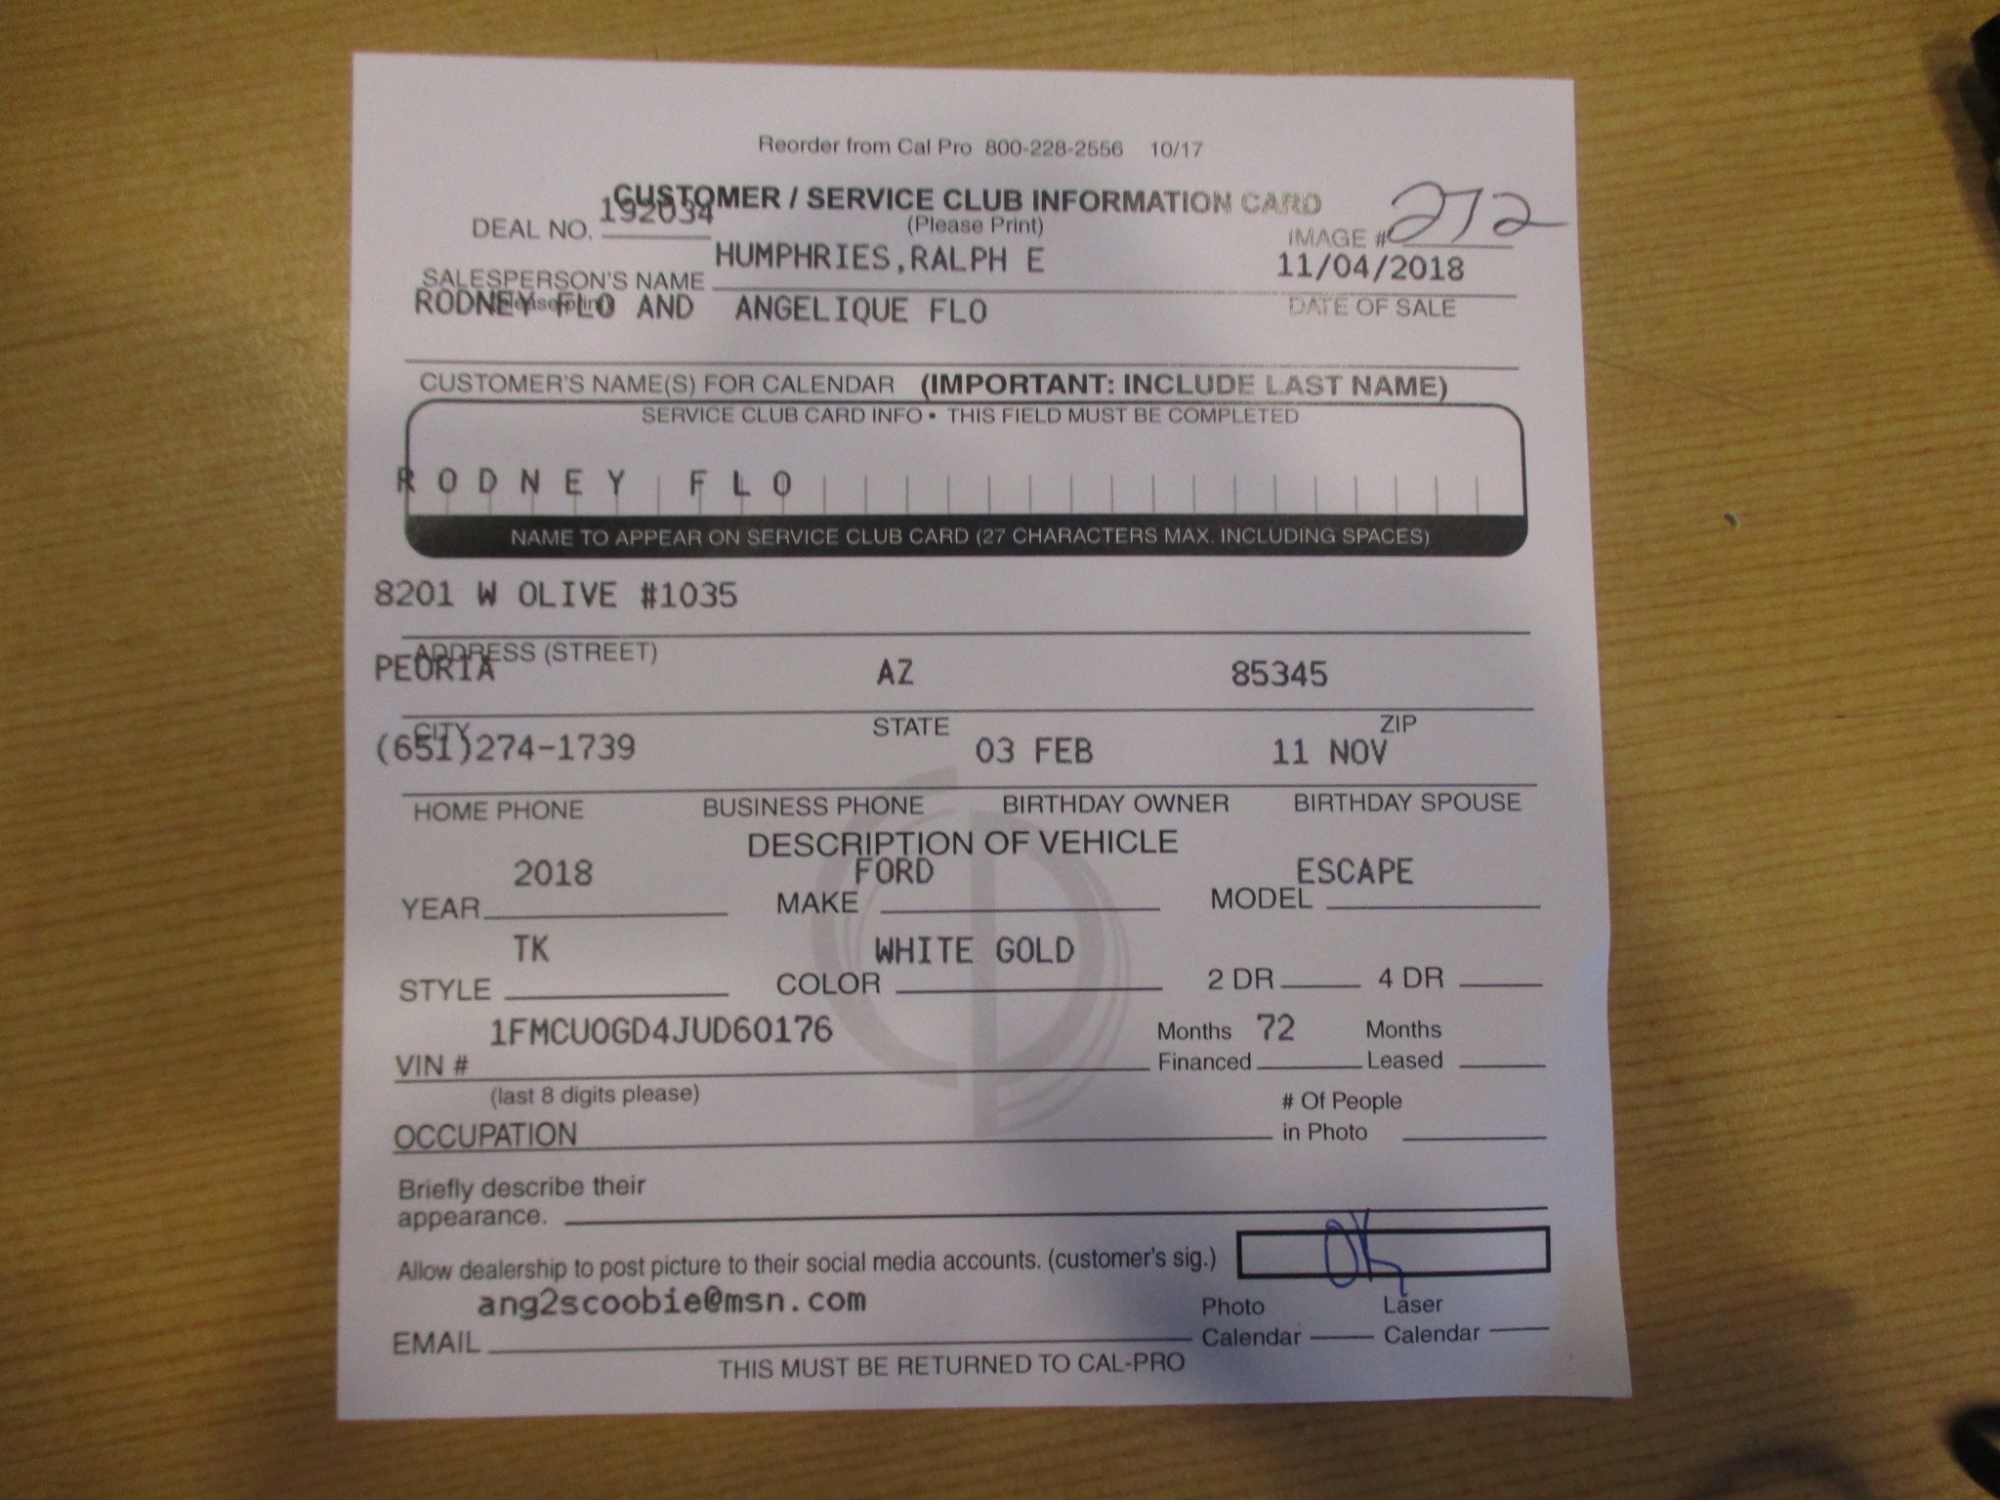 Reorder from Cal Pro 800-228-2556 10/17
CUSTOMER / SERVICE CLUB INFORMATION CARD
DEAL NO. 192034 (Please Print) IMAGE # 272
SALESPERSON'S NAME HUMPHRIES,RALPH E 11/04/2018
(please print) DATE OF SALE
RODNEY FLO AND ANGELIQUE FLO
CUSTOMER'S NAME(S) FOR CALENDAR (IMPORTANT: INCLUDE LAST NAME)
SERVICE CLUB CARD INFO • THIS FIELD MUST BE COMPLETED
RODNEY FLO
NAME TO APPEAR ON SERVICE CLUB CARD (27 CHARACTERS MAX. INCLUDING SPACES)
8201 W OLIVE #1035
ADDRESS (STREET)
PEORIA AZ 85345
CITY STATE ZIP
(651)274-1739 03 FEB 11 NOV
HOME PHONE BUSINESS PHONE BIRTHDAY OWNER BIRTHDAY SPOUSE
DESCRIPTION OF VEHICLE
YEAR 2018 MAKE FORD MODEL ESCAPE
STYLE TK COLOR WHITE GOLD 2 DR 4 DR
VIN # 1FMCU0GD4JUD60176 Months Financed 72 Months Leased
(last 8 digits please)
OCCUPATION # Of People in Photo
Briefly describe their
appearance.
Allow dealership to post picture to their social media accounts. (customer's sig.) OK
EMAIL ang2scoobie@msn.com Photo Calendar Laser Calendar
THIS MUST BE RETURNED TO CAL-PRO